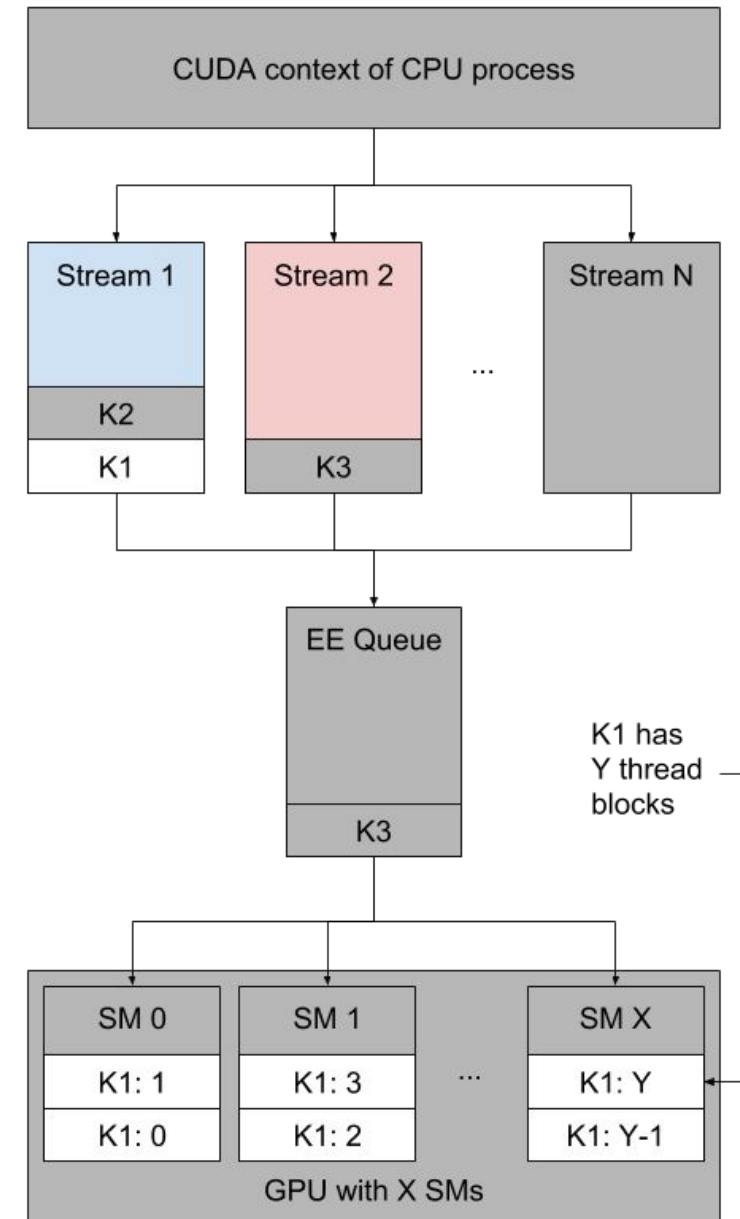 CUDA context of CPU process
Stream 1
Stream 2
Stream N
...
K2
K1
K3
EE Queue
K1 has
Y thread
blocks
K3
SM 0
SM 1
SM X
K1: 1
K1: 3
...
K1: Y
K1: 0
K1: 2
K1: Y-1
GPU with X SMs